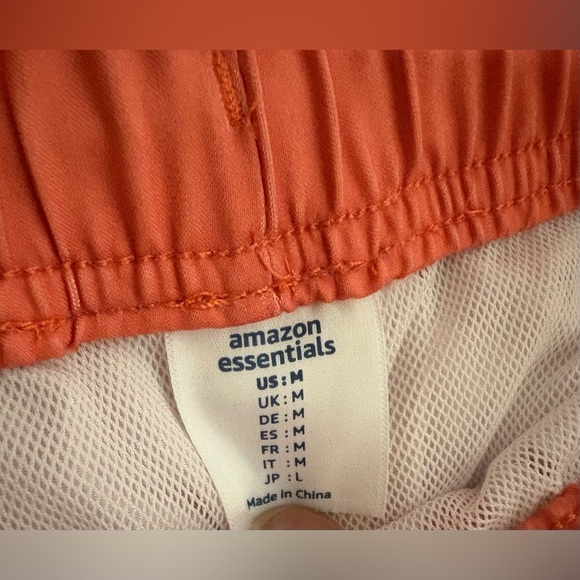 amazon
essentials
US : M
UK : M
DE : M
ES : M
FR : M
IT : M
JP : L
Made in China